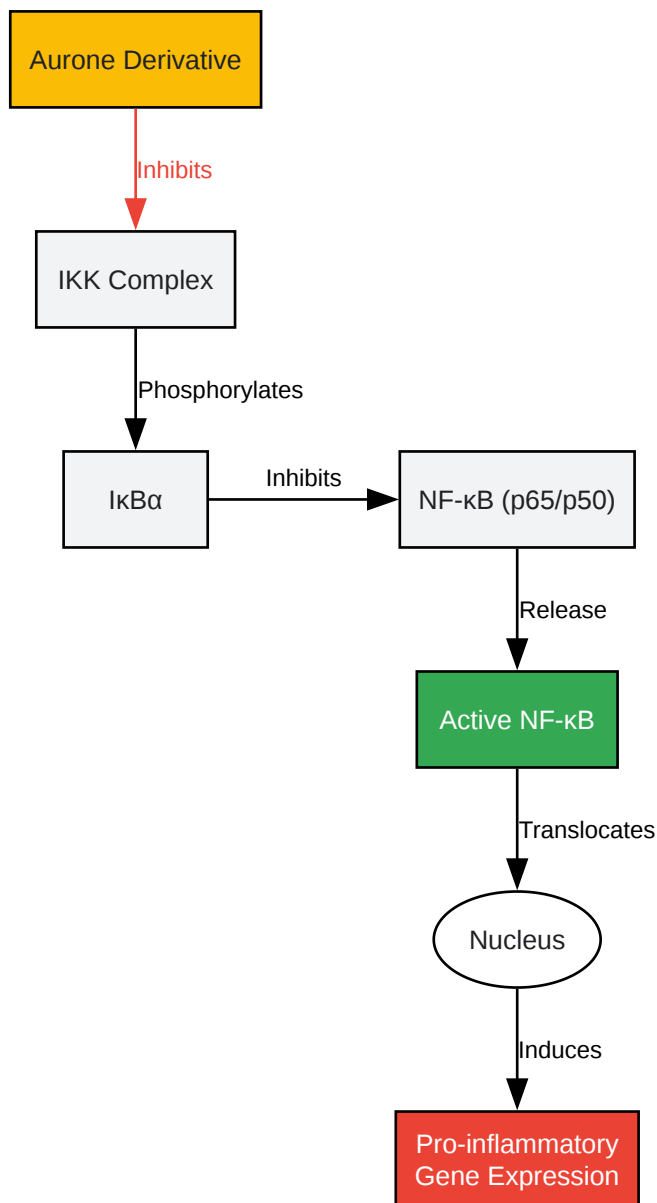 Aurone Derivative
Inhibits
IKK Complex
Phosphorylates
IκBα
Inhibits
NF-κB (p65/p50)
Release
Active NF-κB
Translocates
Nucleus
Induces
Pro-inflammatory
Gene Expression